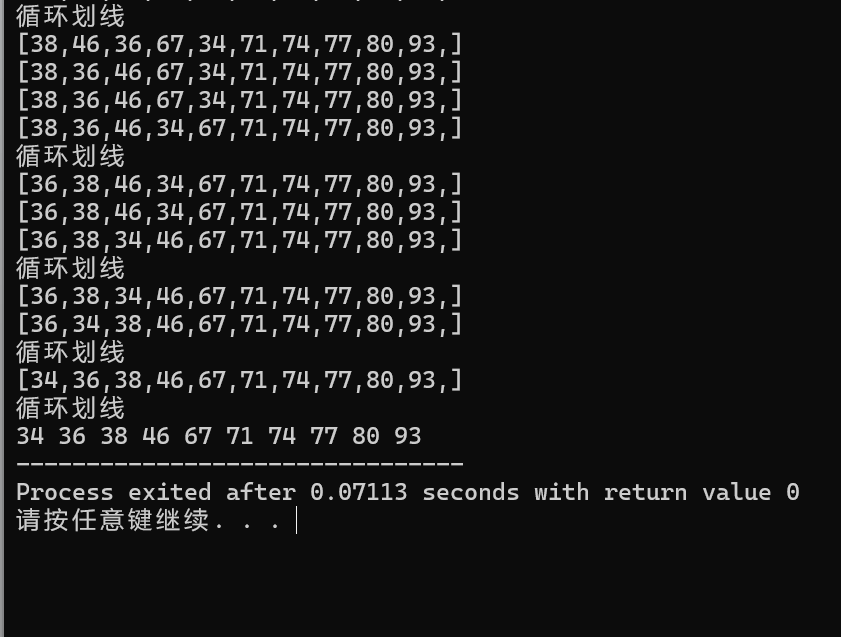 循环划线
[38,46,36,67,34,71,74,77,80,93,]
[38,36,46,67,34,71,74,77,80,93,]
[38,36,46,67,34,71,74,77,80,93,]
[38,36,46,34,67,71,74,77,80,93,]
循环划线
[36,38,46,34,67,71,74,77,80,93,]
[36,38,46,34,67,71,74,77,80,93,]
[36,38,34,46,67,71,74,77,80,93,]
循环划线
[36,38,34,46,67,71,74,77,80,93,]
[36,34,38,46,67,71,74,77,80,93,]
循环划线
[34,36,38,46,67,71,74,77,80,93,]
循环划线
34 36 38 46 67 71 74 77 80 93
--------------------------------
Process exited after 0.07113 seconds with return value 0
请按任意键继续. . .